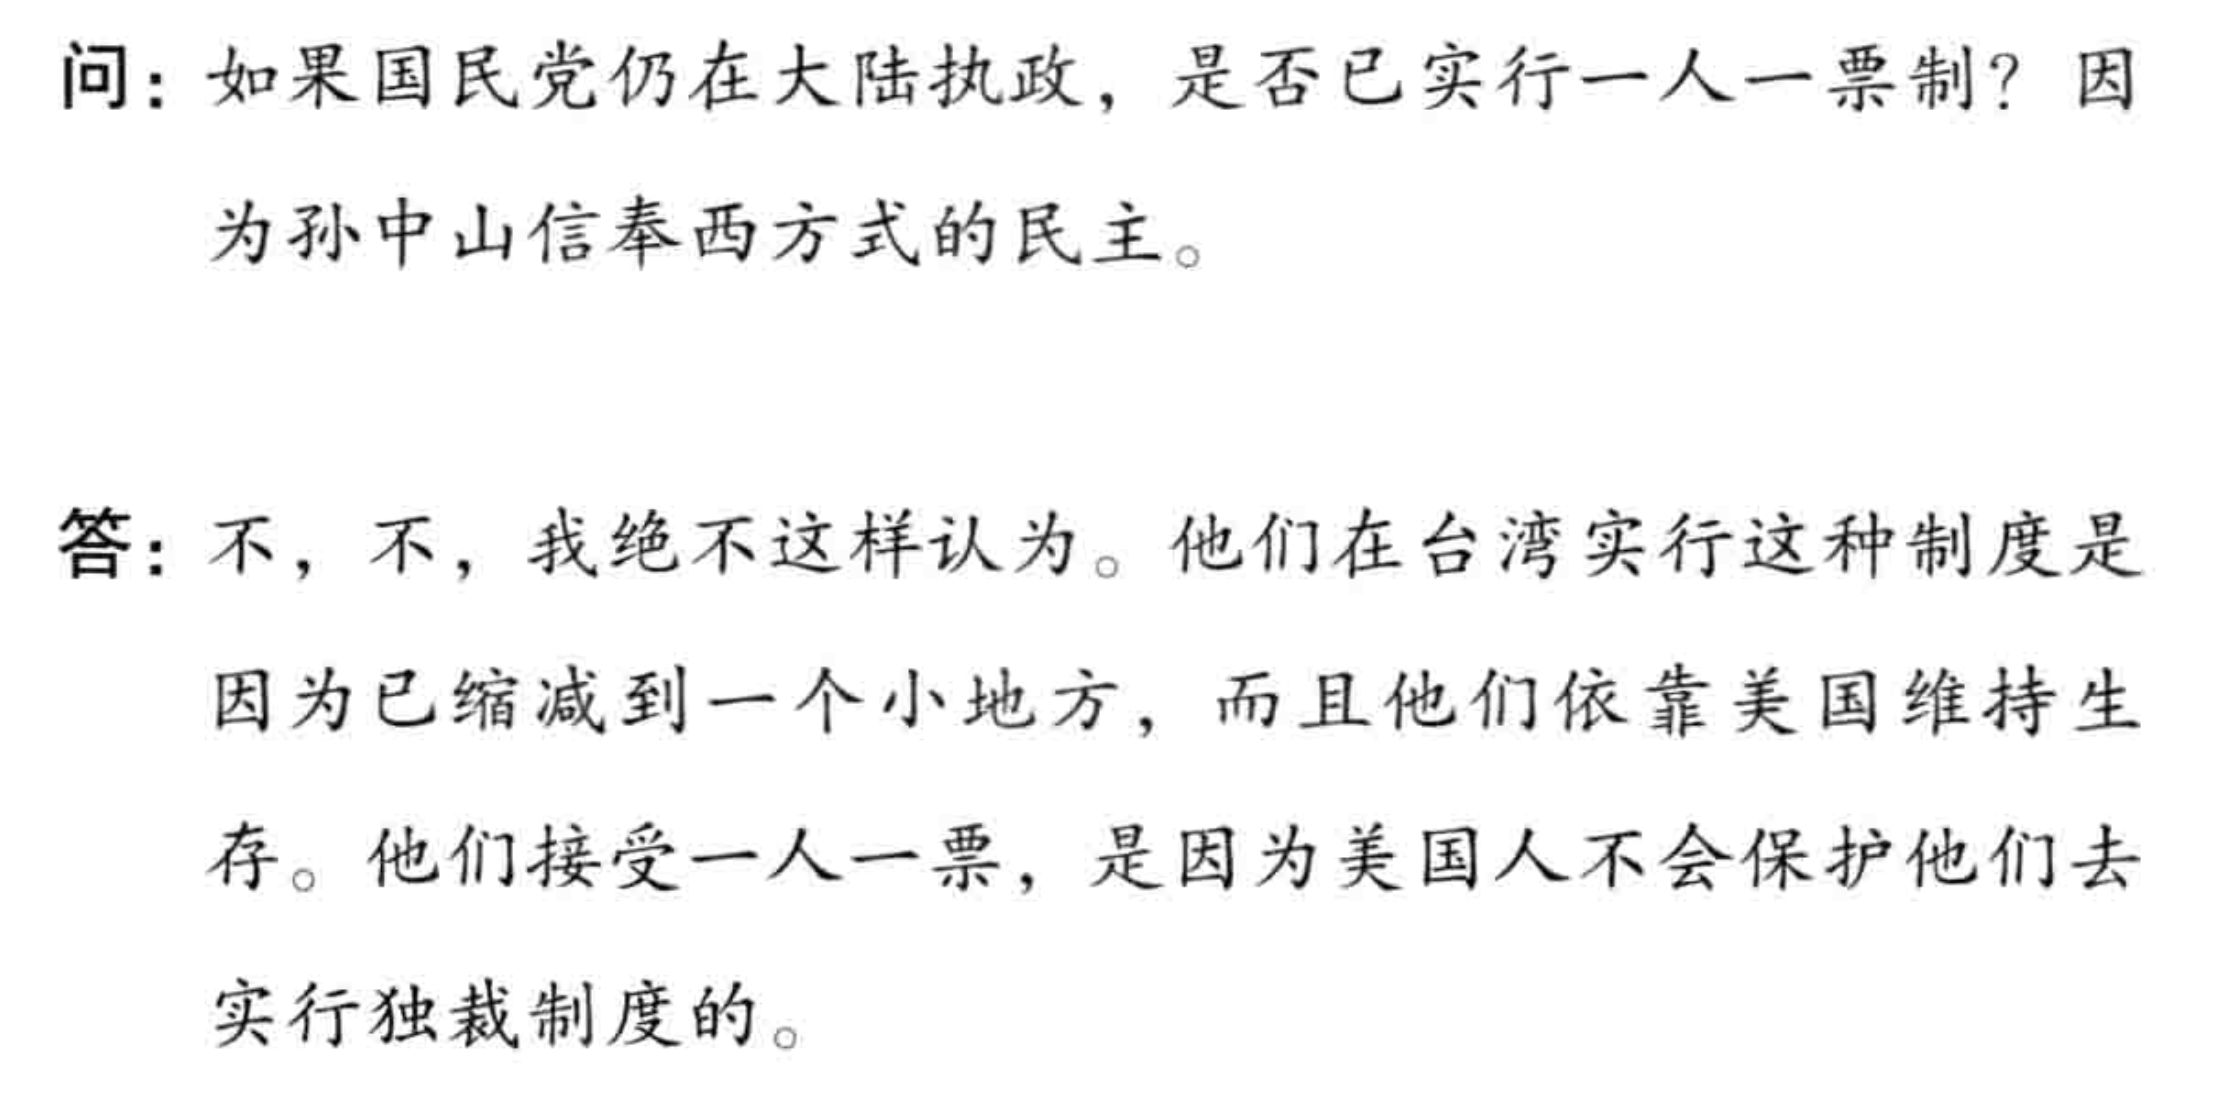 问：如果国民党仍在大陆执政，是否已实行一人一票制？因
为孙中山信奉西方式的民主。
答：不，不，我绝不这样认为。他们在台湾实行这种制度是
因为已缩减到一个小地方，而且他们依靠美国维持生
存。他们接受一人一票，是因为美国人不会保护他们去
实行独裁制度的。